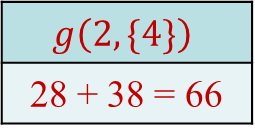 g(2,{4})
28 + 38 = 66